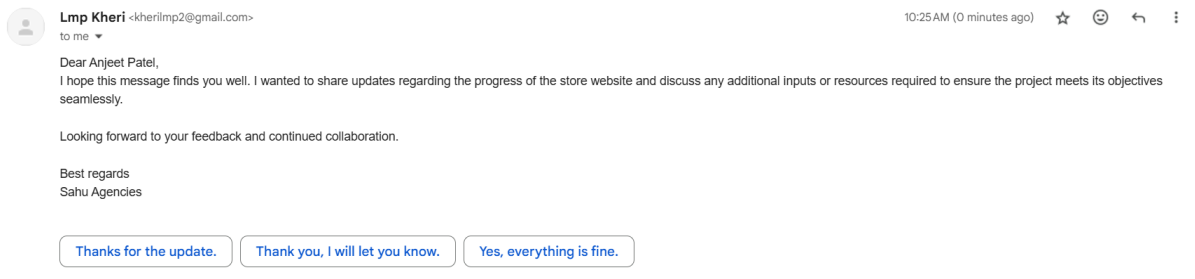 Lmp Kheri <kherilmp2@gmail.com>
10:25 AM (0 minutes ago)
to me
Dear Anjeet Patel,
I hope this message finds you well. I wanted to share updates regarding the progress of the store website and discuss any additional inputs or resources required to ensure the project meets its objectives
seamlessly.
Looking forward to your feedback and continued collaboration.
Best regards
Sahu Agencies
Thanks for the update.
Thank you, I will let you know.
Yes, everything is fine.